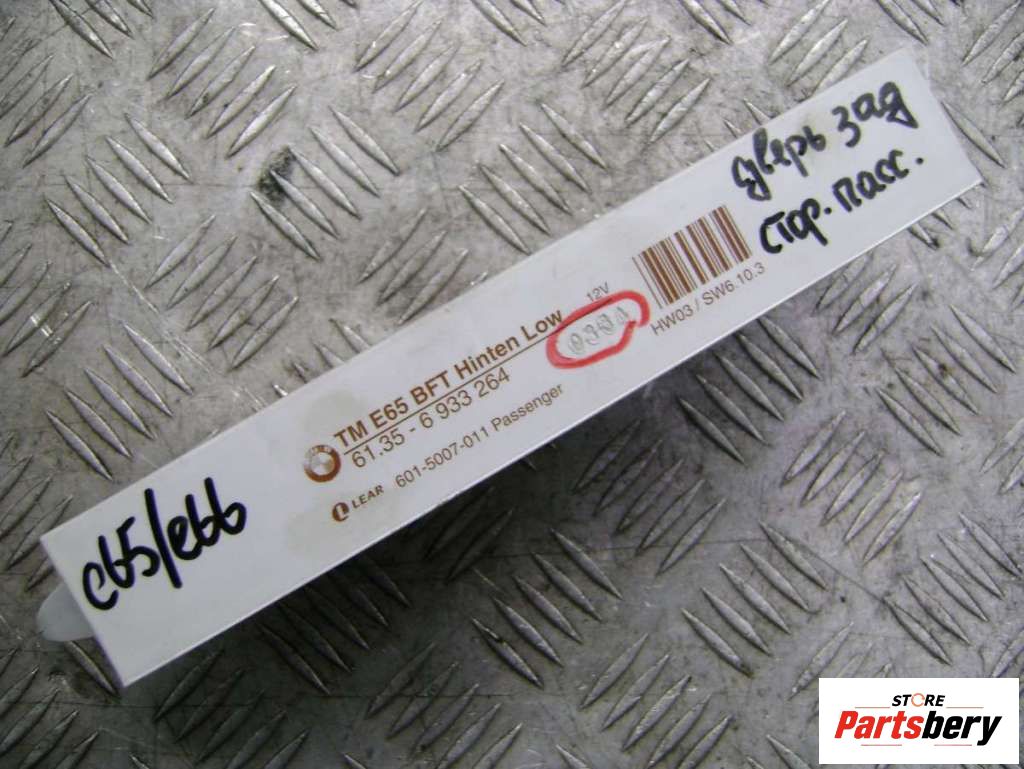 дверь зад
стор. пасс.
TM E65 BFT Hinten Low
12V
61.35 - 6 933 264
LEAR 601-5007-011 Passenger
HW03 / SW6.10.3
e65/e66
STORE
Partsbery